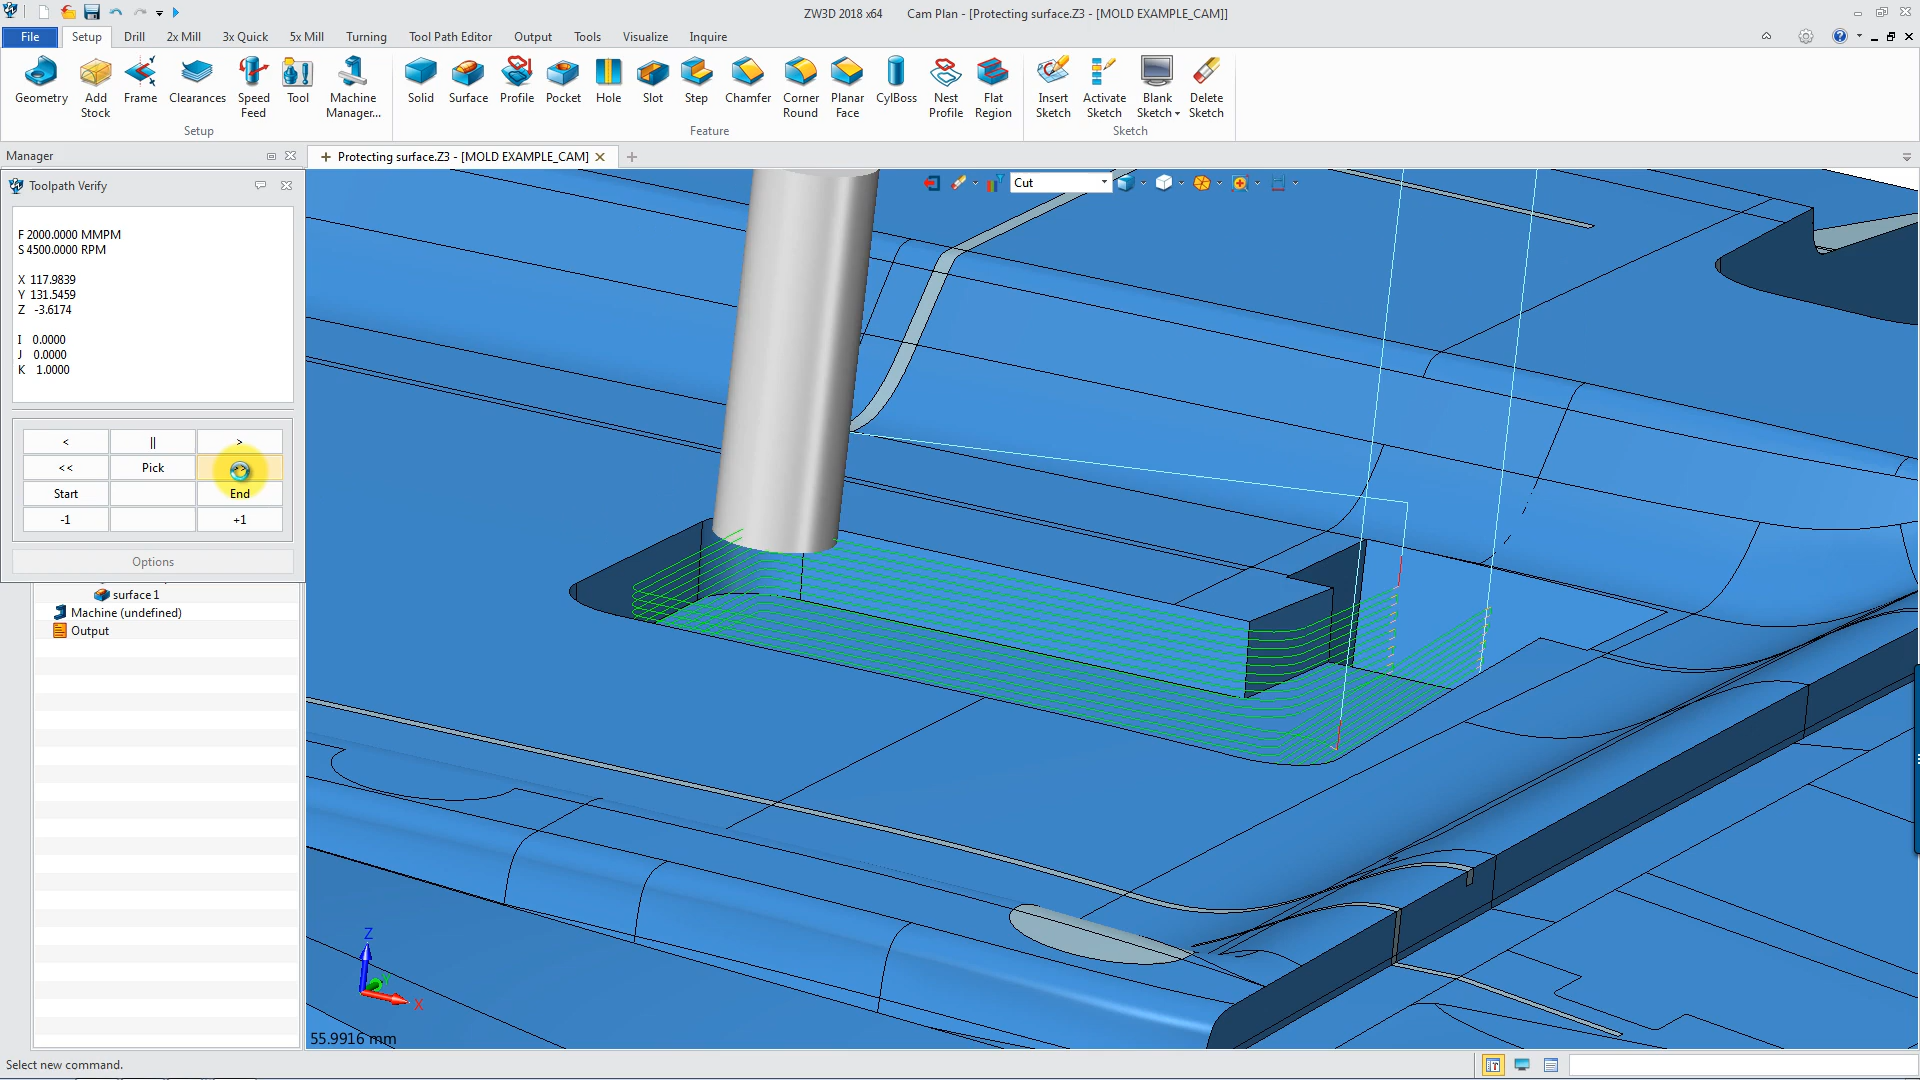 ZW3D 2018 x64 Cam Plan - [Protecting surface.Z3 - [MOLD EXAMPLE_CAM]]
File Setup Drill 2x Mill 3x Quick 5x Mill Turning Tool Path Editor Output Tools Visualize Inquire
Geometry Add Stock Frame Clearances Speed Feed Tool Machine Manager... Solid Surface Profile Pocket Hole Slot Step Chamfer Corner Round Planar Face CylBoss Nest Profile Flat Region Insert Sketch Activate Sketch Blank Sketch Delete Sketch
Setup Feature Sketch
Manager
Protecting surface.Z3 - [MOLD EXAMPLE_CAM]
Toolpath Verify
Cut
F 2000.0000 MMPM
S 4500.0000 RPM
X 117.9839
Y 131.5459
Z -3.6174
I 0.0000
J 0.0000
K 1.0000
< || >
<< Pick
Start End
-1 +1
Options
surface 1
Machine (undefined)
Output
Z
Y
X
55.9916 mm
Select new command.